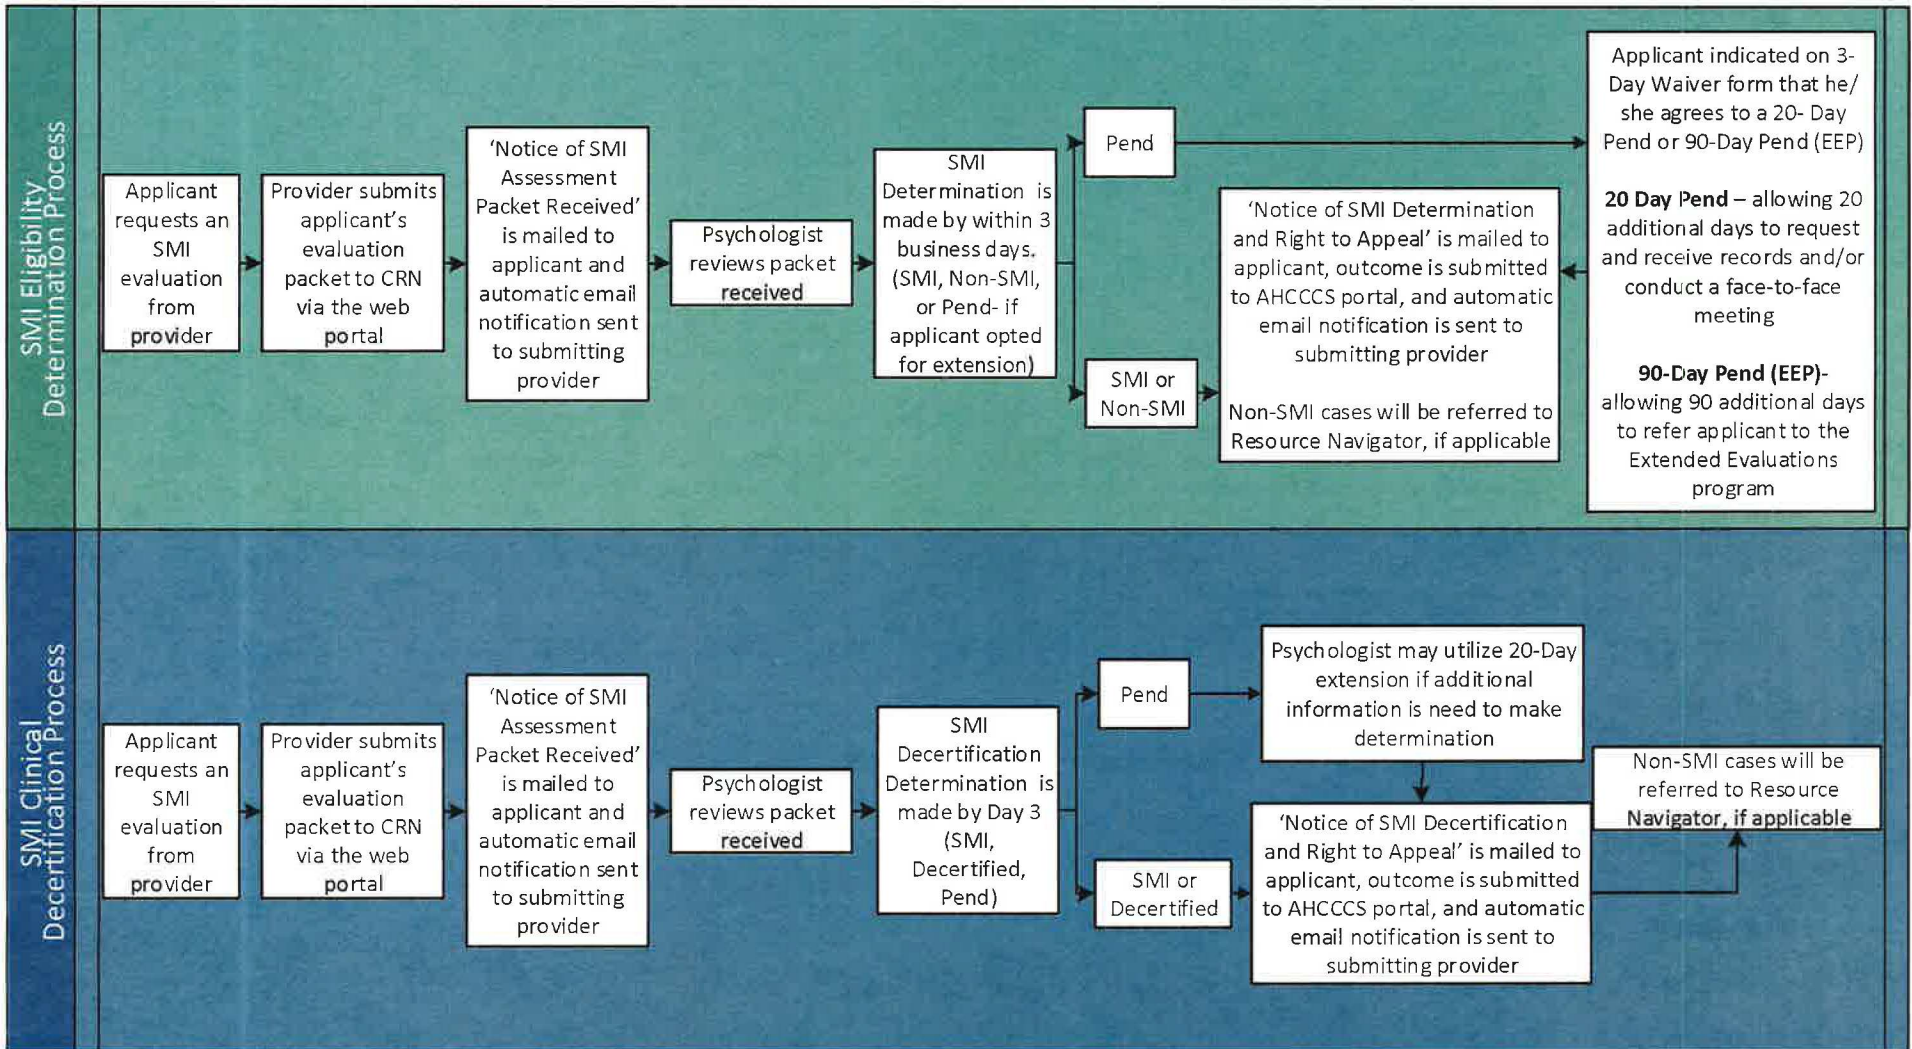 SMI Eligibility
Determination Process
Applicant
requests an
SMI
evaluation
from
provider
Provider submits
applicant's
evaluation
packet to CRN
via the web
portal
‘Notice of SMI
Assessment
Packet Received’
is mailed to
applicant and
automatic email
notification sent
to submitting
provider
Psychologist
reviews packet
received
SMI
Determination is
made by within 3
business days.
(SMI, Non-SMI,
or Pend- if
applicant opted
for extension)
Pend
SMI or
Non-SMI
‘Notice of SMI Determination
and Right to Appeal’ is mailed to
applicant, outcome is submitted
to AHCCCS portal, and automatic
email notification is sent to
submitting provider
Non-SMI cases will be referred to
Resource Navigator, if applicable
Applicant indicated on 3-
Day Waiver form that he/
she agrees to a 20- Day
Pend or 90-Day Pend (EEP)
20 Day Pend – allowing 20
additional days to request
and receive records and/or
conduct a face-to-face
meeting
90-Day Pend (EEP)-
allowing 90 additional days
to refer applicant to the
Extended Evaluations
program
SMI Clinical
Decertification Process
Applicant
requests an
SMI
evaluation
from
provider
Provider submits
applicant's
evaluation
packet to CRN
via the web
portal
‘Notice of SMI
Assessment
Packet Received’
is mailed to
applicant and
automatic email
notification sent
to submitting
provider
Psychologist
reviews packet
received
SMI
Decertification
Determination is
made by Day 3
(SMI,
Decertified,
Pend)
Pend
SMI or
Decertified
Psychologist may utilize 20-Day
extension if additional
information is need to make
determination
‘Notice of SMI Decertification
and Right to Appeal’ is mailed to
applicant, outcome is submitted
to AHCCCS portal, and automatic
email notification is sent to
submitting provider
Non-SMI cases will be
referred to Resource
Navigator, if applicable